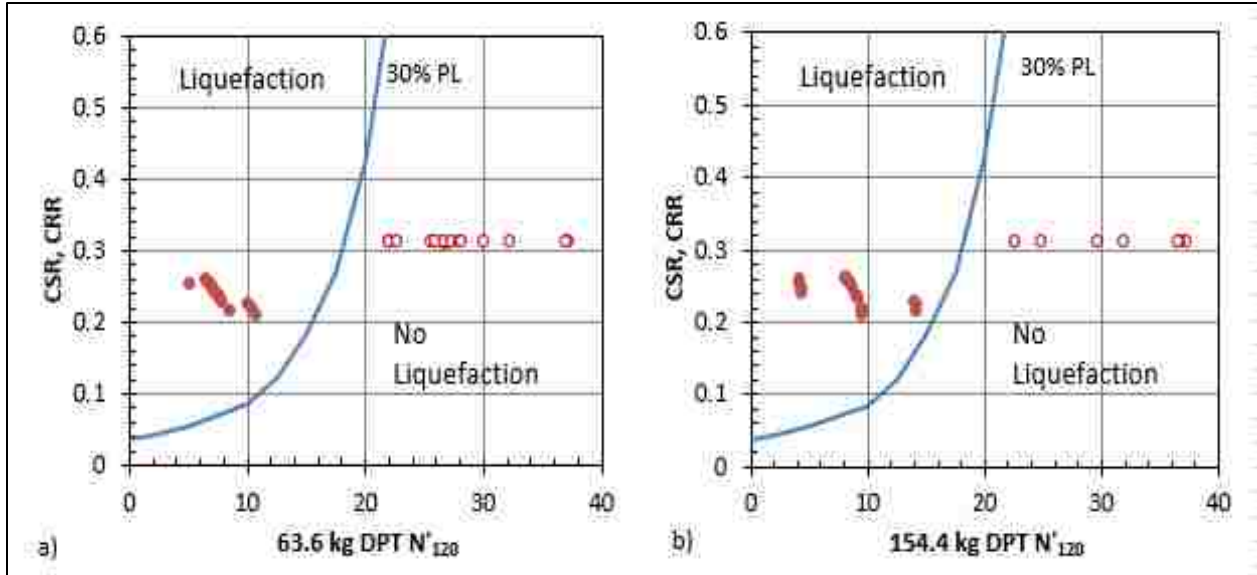 0.6
0.5
0.4
0.3
0.2
0.1
0
CSR, CRR
Liquefaction
30% PL
No
Liquefaction
0 10 20 30 40
a)
63.6 kg DPT N'120
0.6
0.5
0.4
0.3
0.2
0.1
0
CSR, CRR
Liquefaction
30% PL
No
Liquefaction
0 10 20 30 40
b)
154.4 kg DPT N'120